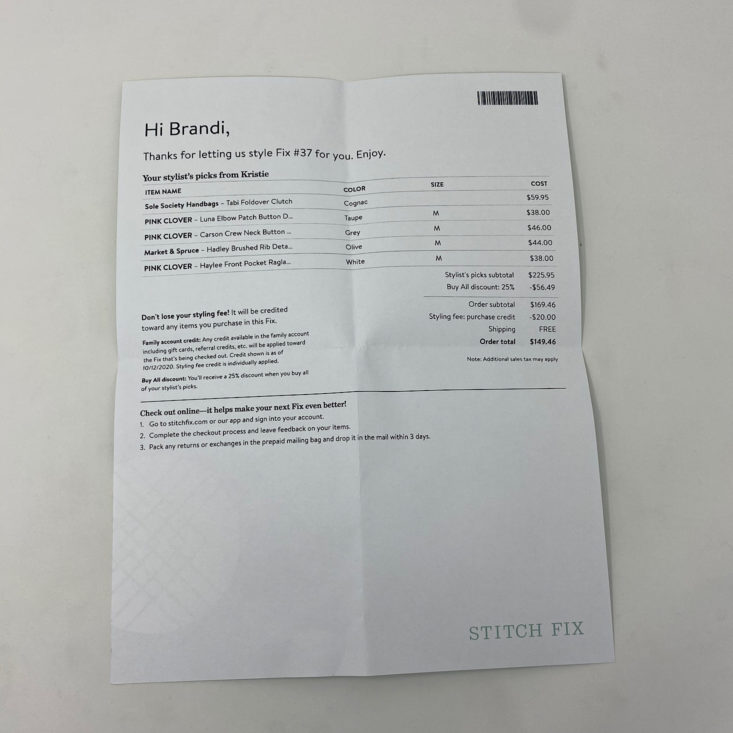 Hi Brandi,
Thanks for letting us style Fix #37 for you. Enjoy.
Your stylist's picks from Kristie
ITEM NAME COLOR SIZE COST
Sole Society Handbags – Tabi Foldover Clutch Cognac $59.95
PINK CLOVER – Luna Elbow Patch Button D... Taupe M $38.00
PINK CLOVER – Carson Crew Neck Button ... Grey M $46.00
Market & Spruce – Hadley Brushed Rib Deta... Olive M $44.00
PINK CLOVER – Haylee Front Pocket Ragla... White M $38.00
Stylist's picks subtotal $225.95
Buy All discount: 25% -$56.49
Order subtotal $169.46
Styling fee: purchase credit -$20.00
Shipping FREE
Order total $149.46
Note: Additional sales tax may apply
Don't lose your styling fee! It will be credited
toward any items you purchase in this Fix.
Family account credit: Any credit available in the family account
including gift cards, referral credits, etc. will be applied toward
the Fix that's being checked out. Credit shown is as of
10/12/2020. Styling fee credit is individually applied.
Buy All discount: You'll receive a 25% discount when you buy all
of your stylist's picks.
Check out online—it helps make your next Fix even better!
1. Go to stitchfix.com or our app and sign into your account.
2. Complete the checkout process and leave feedback on your items.
3. Pack any returns or exchanges in the prepaid mailing bag and drop it in the mail within 3 days.
STITCH FIX